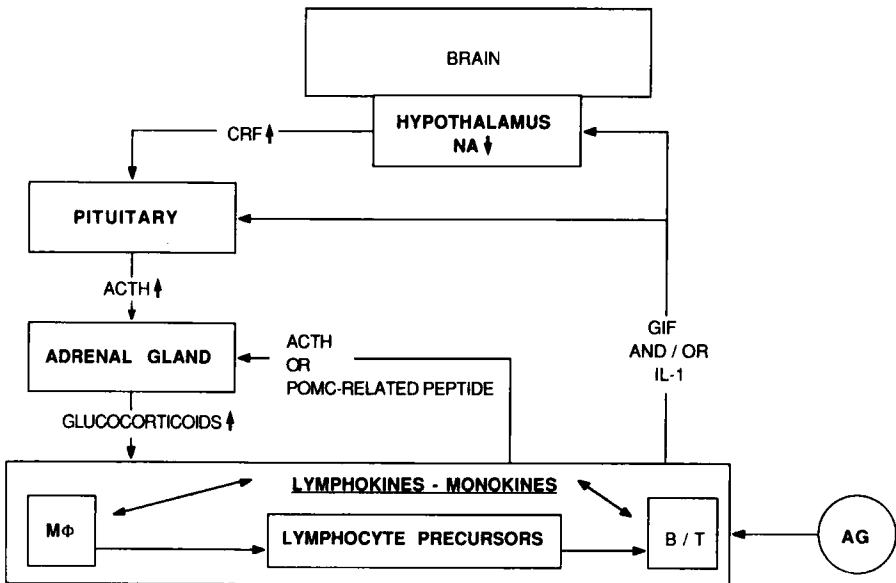 BRAIN
HYPOTHALAMUS
NA
CRF
PITUITARY
ACTH
ADRENAL GLAND
ACTH
OR
POMC-RELATED PEPTIDE
GIF
AND / OR
IL-1
GLUCOCORTICOIDS
LYMPHOKINES - MONOKINES
MΦ
LYMPHOCYTE PRECURSORS
B / T
AG